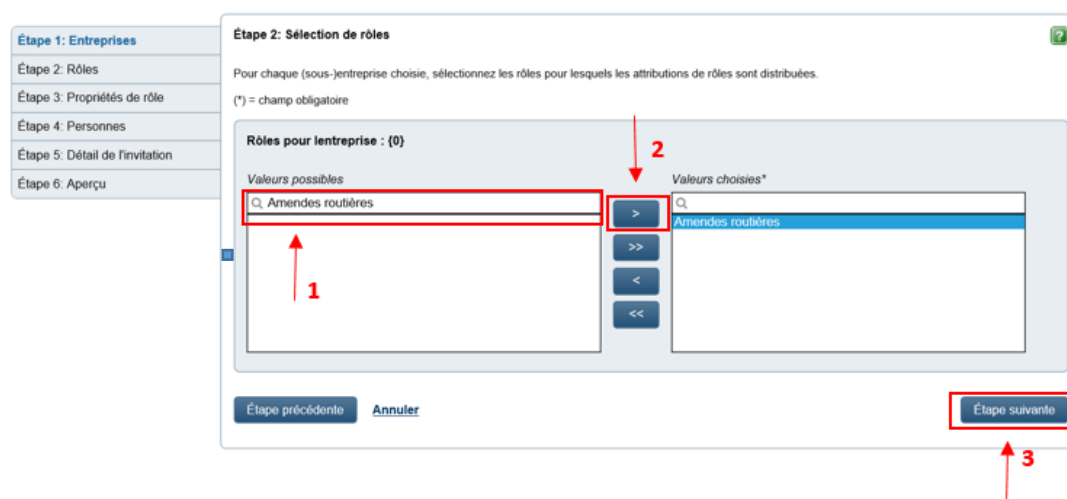 Étape 1: Entreprises
Étape 2: Rôles
Étape 3: Propriétés de rôle
Étape 4: Personnes
Étape 5: Détail de l'invitation
Étape 6: Aperçu
Étape 2: Sélection de rôles
?
Pour chaque (sous-)entreprise choisie, sélectionnez les rôles pour lesquels les attributions de rôles sont distribuées.
(*) = champ obligatoire
Rôles pour lentreprise : {0}
2
Valeurs possibles
Valeurs choisies*
Amendes routières
>
Amendes routières
>>
1
<
<<
Étape précédente Annuler
Étape suivante
3